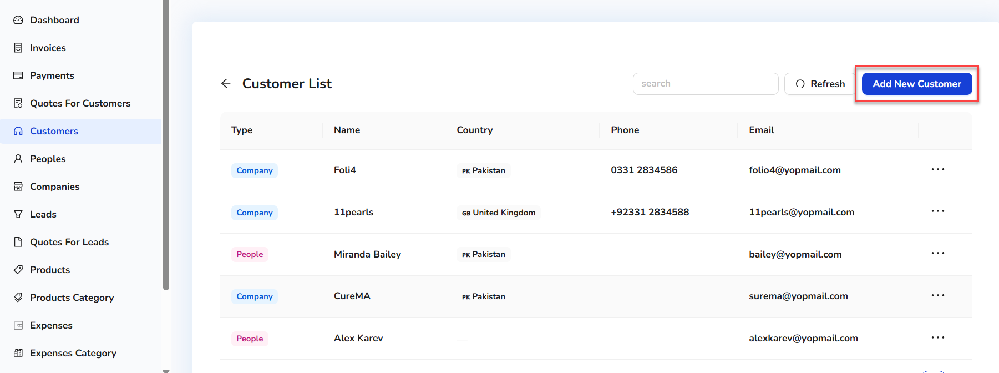 Dashboard
Invoices
Payments
Quotes For Customers
Customers
Peoples
Companies
Leads
Quotes For Leads
Products
Products Category
Expenses
Expenses Category
Customer List
search
Refresh
Add New Customer
Type Name Country Phone Email
Company Foli4 PK Pakistan 0331 2834586 folio4@yopmail.com
Company 11pearls GB United Kingdom +92331 2834588 11pearls@yopmail.com
People Miranda Bailey PK Pakistan bailey@yopmail.com
Company CureMA PK Pakistan surema@yopmail.com
People Alex Karev alexkarev@yopmail.com